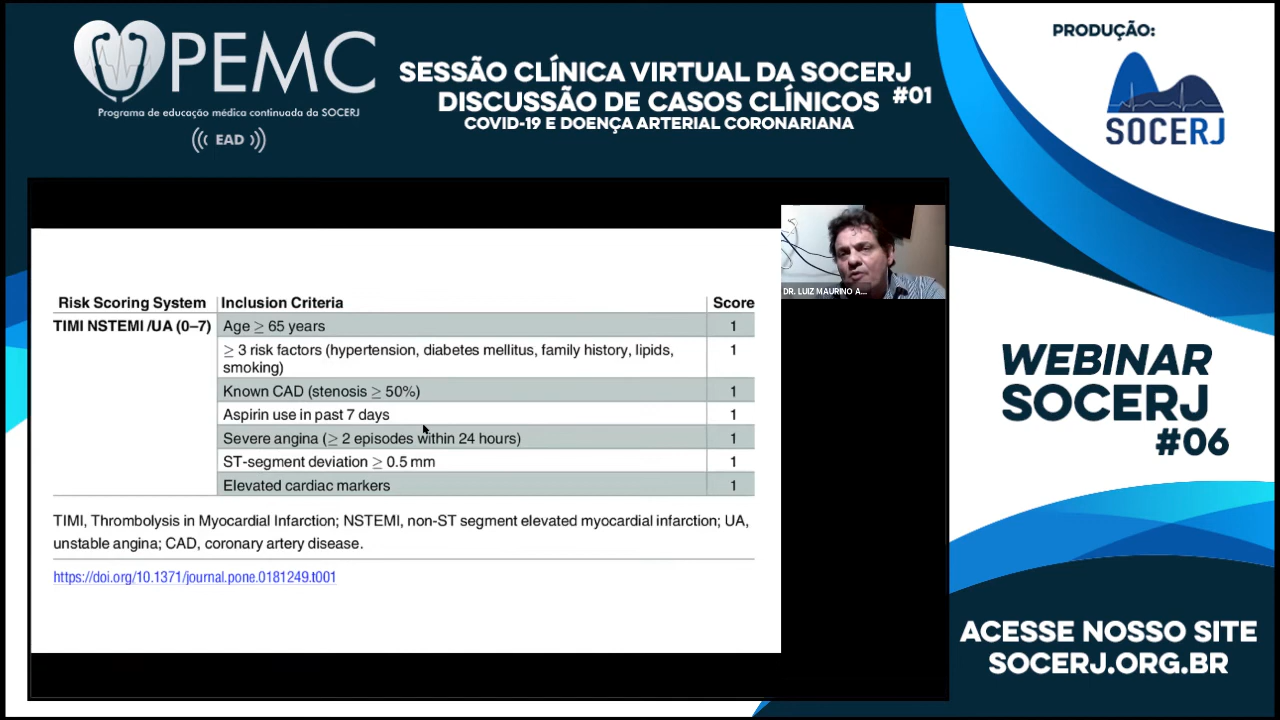 PEMC
Programa de educação médica continuada da SOCERJ
((( EAD )))
SESSÃO CLÍNICA VIRTUAL DA SOCERJ
DISCUSSÃO DE CASOS CLÍNICOS #01
COVID-19 E DOENÇA ARTERIAL CORONARIANA
PRODUÇÃO:
SOCERJ
DR. LUIZ MAURINO A...
Risk Scoring System Inclusion Criteria Score
TIMI NSTEMI /UA (0–7) Age ≥ 65 years 1
≥ 3 risk factors (hypertension, diabetes mellitus, family history, lipids, 1
smoking)
Known CAD (stenosis ≥ 50%) 1
Aspirin use in past 7 days 1
Severe angina (≥ 2 episodes within 24 hours) 1
ST-segment deviation ≥ 0.5 mm 1
Elevated cardiac markers 1
TIMI, Thrombolysis in Myocardial Infarction; NSTEMI, non-ST segment elevated myocardial infarction; UA,
unstable angina; CAD, coronary artery disease.
https://doi.org/10.1371/journal.pone.0181249.t001
WEBINAR
SOCERJ
#06
ACESSE NOSSO SITE
SOCERJ.ORG.BR